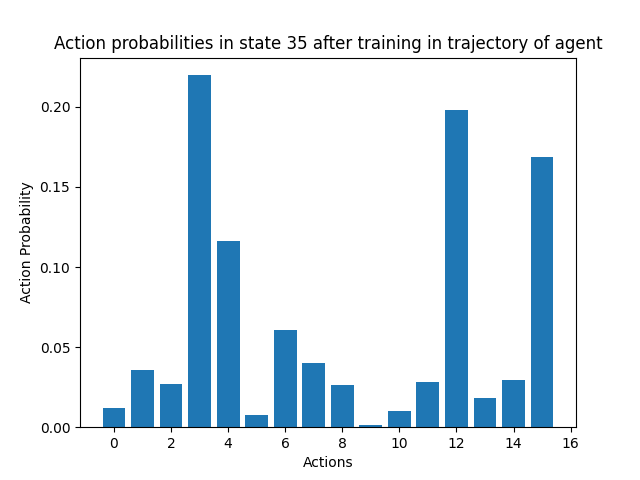 Action probabilities in state 35 after training in trajectory of agent
0.20
0.15
0.10
0.05
0.00
Action Probability
0 2 4 6 8 10 12 14 16
Actions